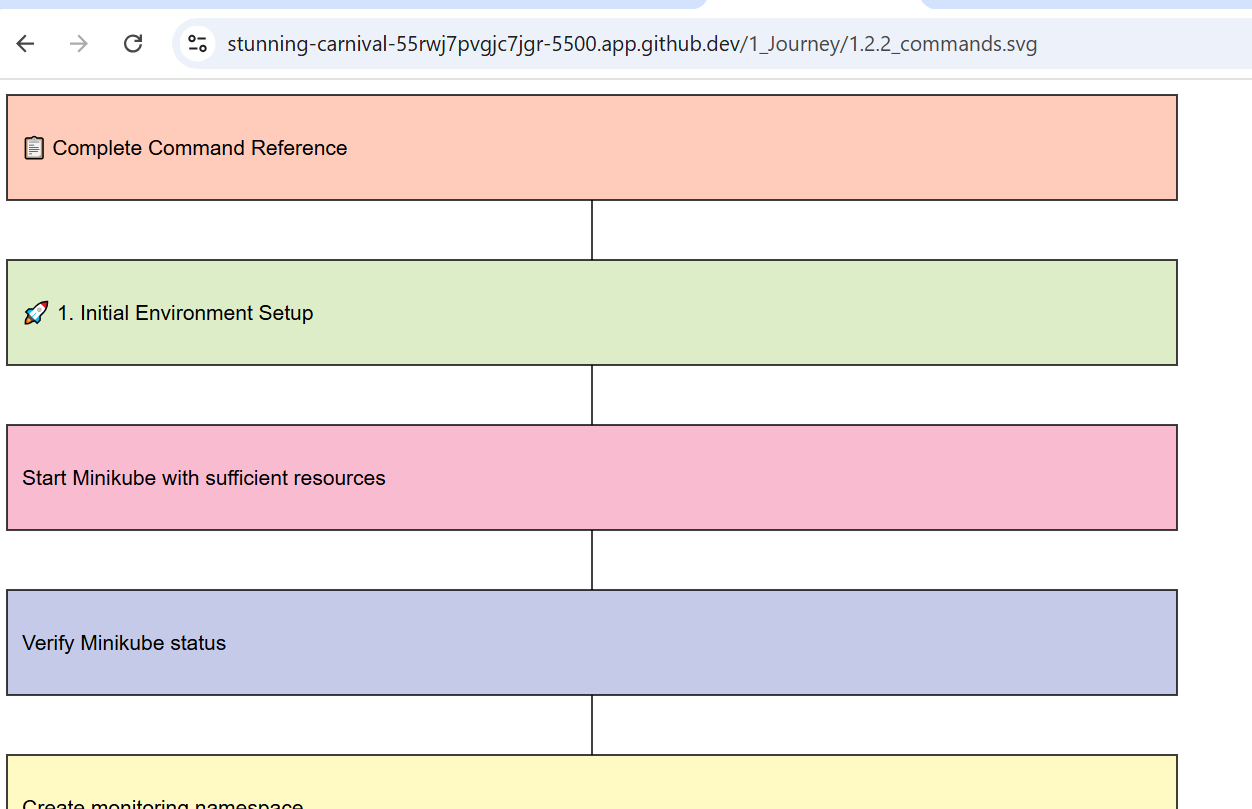 stunning-carnival-55rwj7pvgjc7jgr-5500.app.github.dev/1_Journey/1.2.2_commands.svg
📋 Complete Command Reference
🚀 1. Initial Environment Setup
Start Minikube with sufficient resources
Verify Minikube status
Create monitoring namespace